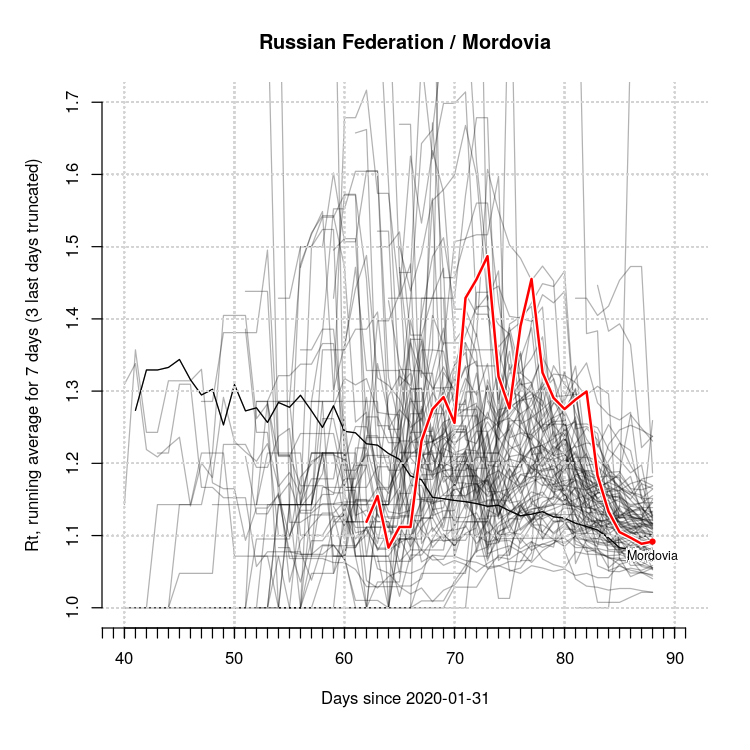 Russian Federation / Mordovia
Rt, running average for 7 days (3 last days truncated)
1.7
1.6
1.5
1.4
1.3
1.2
1.1
1.0
Mordovia
40 50 60 70 80 90
Days since 2020-01-31